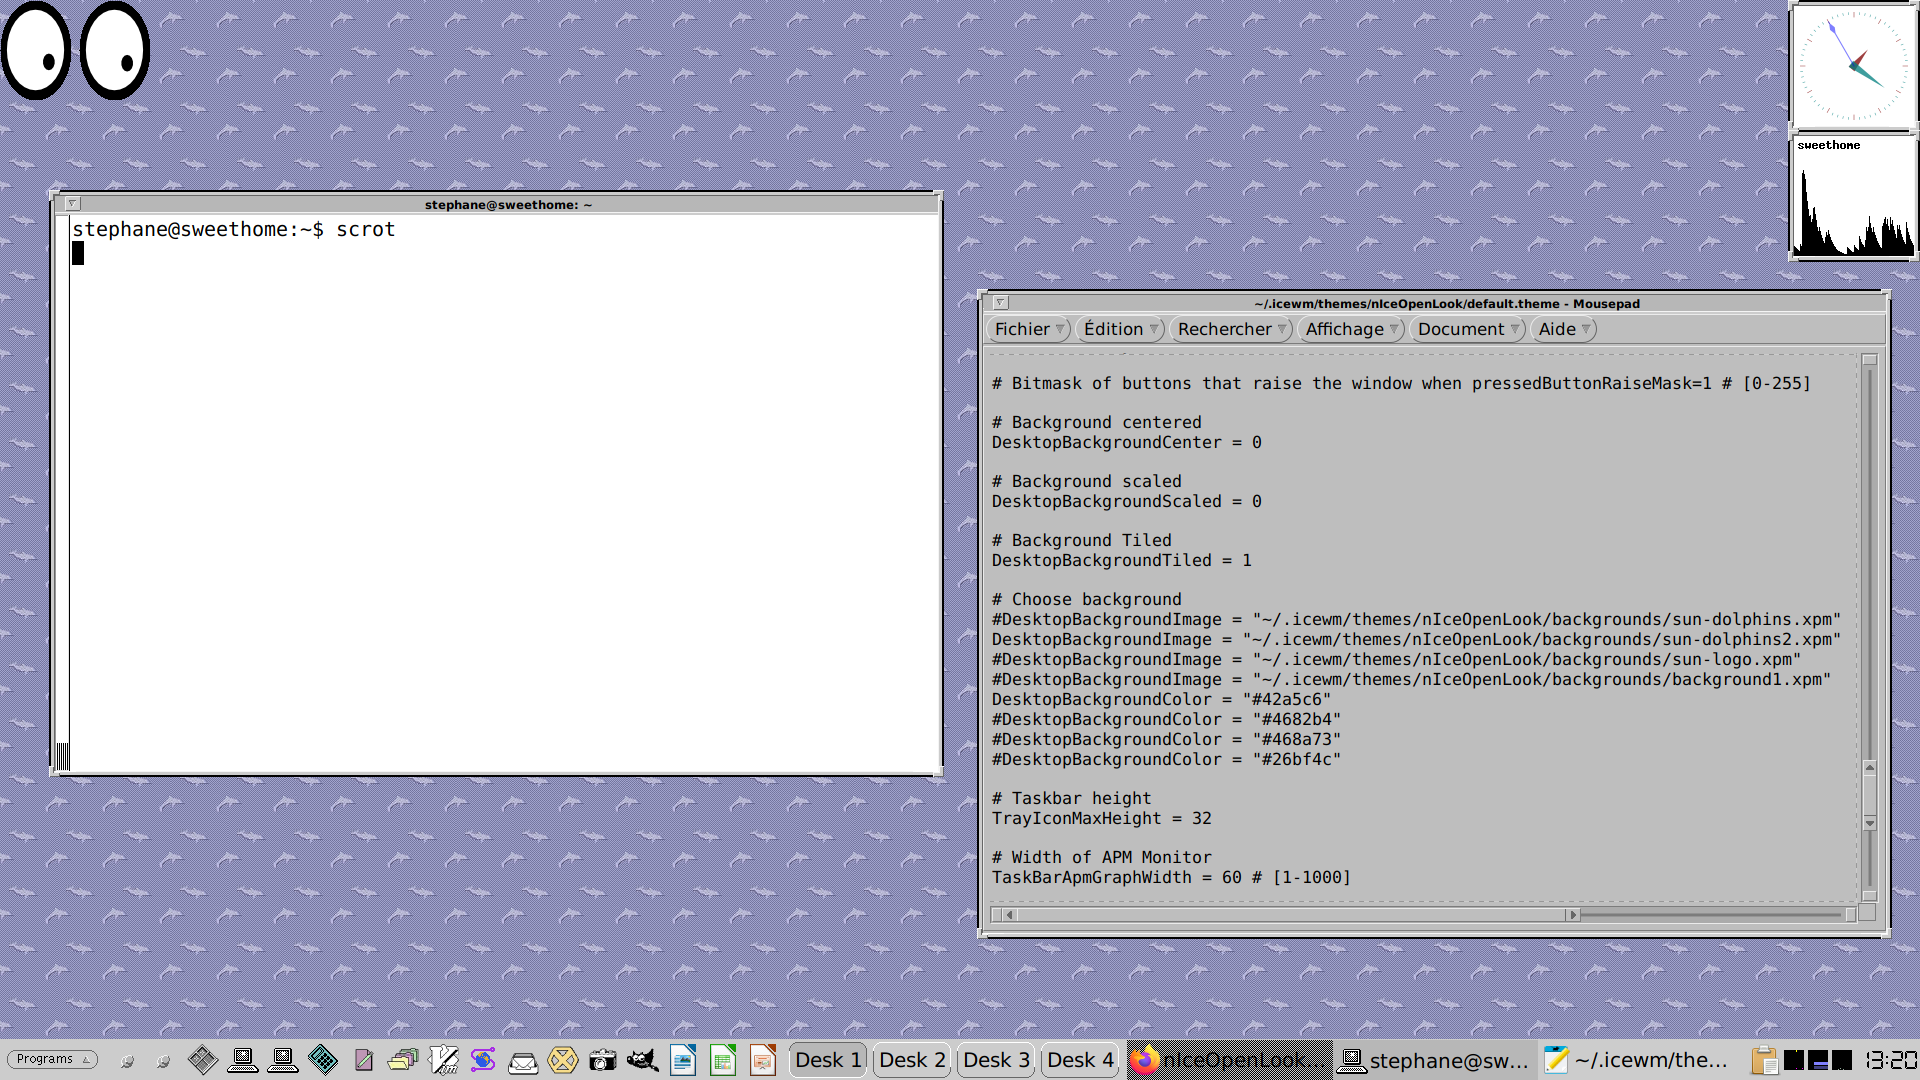 sweethome
stephane@sweethome: ~
stephane@sweethome:~$ scrot
~/.icewm/themes/nIceOpenLook/default.theme - Mousepad
Fichier Édition Rechercher Affichage Document Aide
# Bitmask of buttons that raise the window when pressedButtonRaiseMask=1 # [0-255]
# Background centered
DesktopBackgroundCenter = 0
# Background scaled
DesktopBackgroundScaled = 0
# Background Tiled
DesktopBackgroundTiled = 1
# Choose background
#DesktopBackgroundImage = "~/.icewm/themes/nIceOpenLook/backgrounds/sun-dolphins.xpm"
DesktopBackgroundImage = "~/.icewm/themes/nIceOpenLook/backgrounds/sun-dolphins2.xpm"
#DesktopBackgroundImage = "~/.icewm/themes/nIceOpenLook/backgrounds/sun-logo.xpm"
#DesktopBackgroundImage = "~/.icewm/themes/nIceOpenLook/backgrounds/background1.xpm"
DesktopBackgroundColor = "#42a5c6"
#DesktopBackgroundColor = "#4682b4"
#DesktopBackgroundColor = "#468a73"
#DesktopBackgroundColor = "#26bf4c"
# Taskbar height
TrayIconMaxHeight = 32
# Width of APM Monitor
TaskBarApmGraphWidth = 60 # [1-1000]
Programs Desk 1 Desk 2 Desk 3 Desk 4 nIceOpenLook stephane@sw... ~/.icewm/the... 13:20